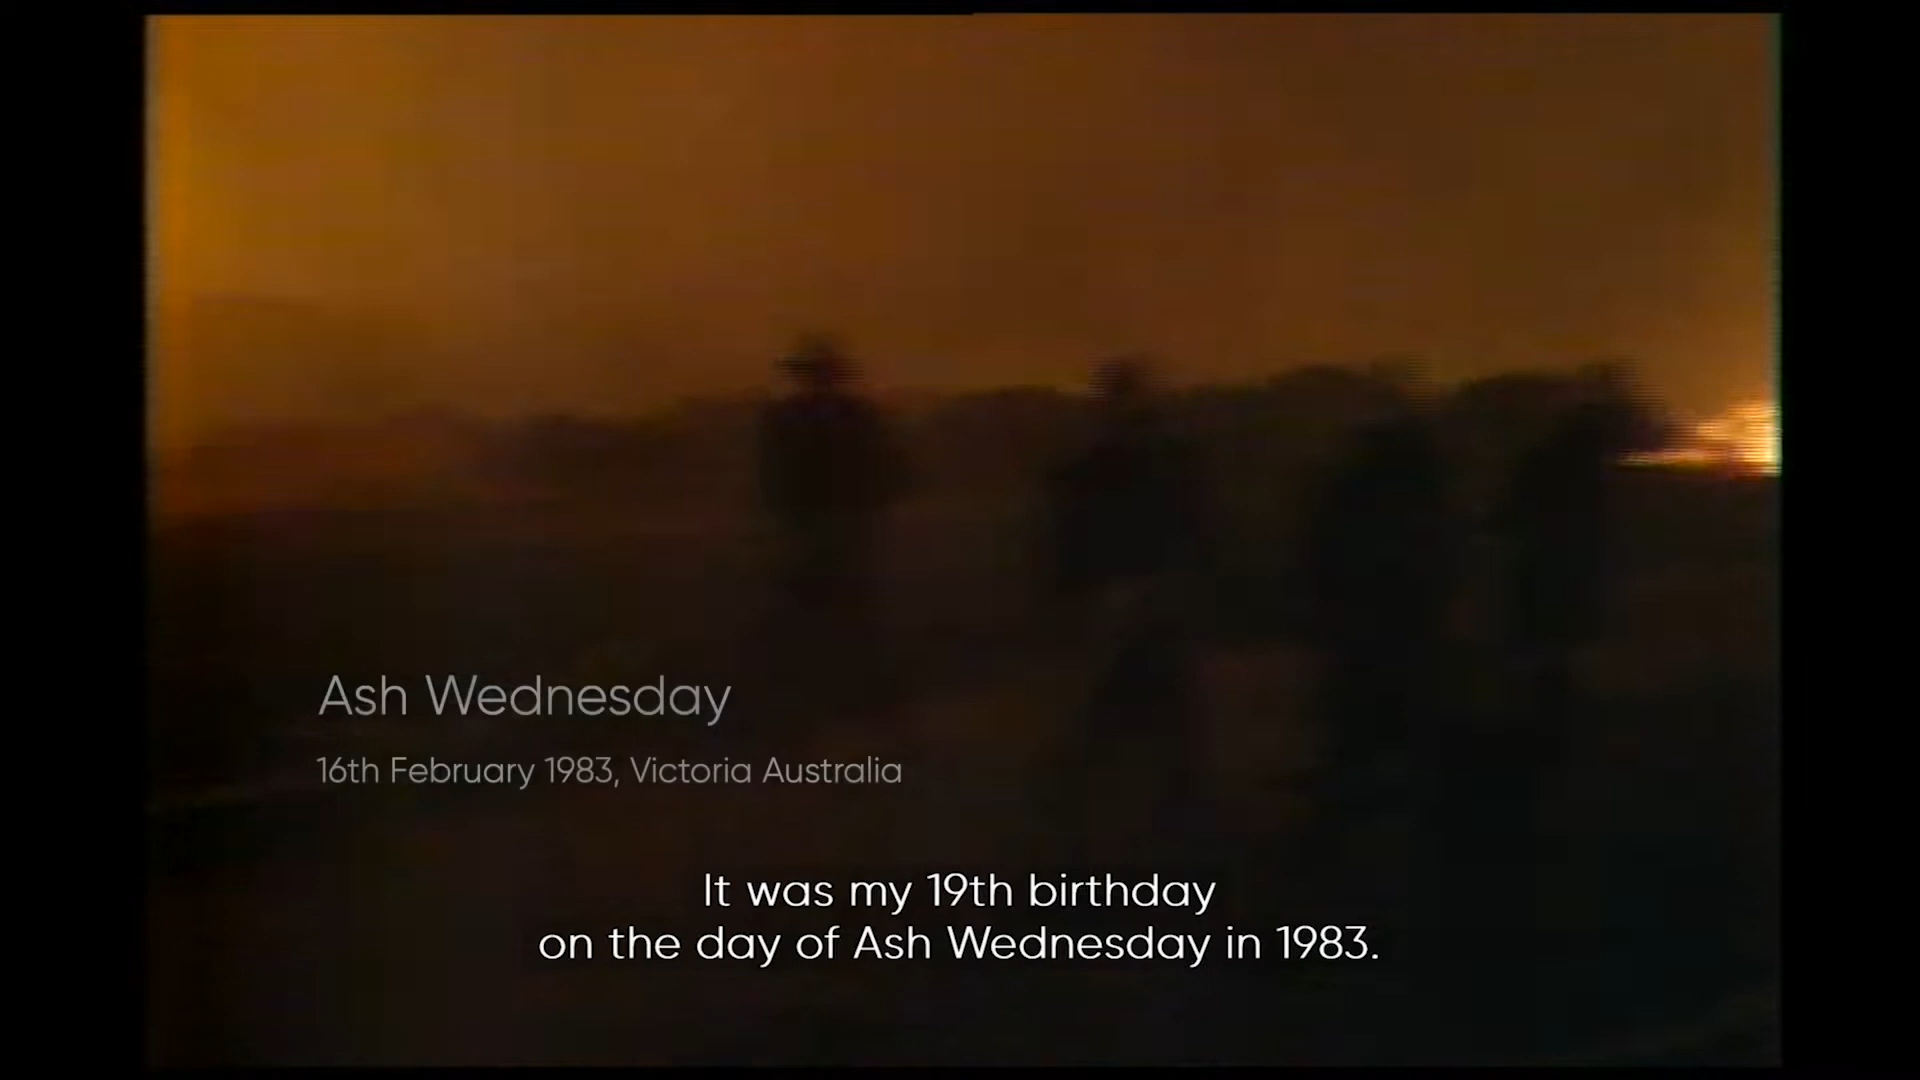 Ash Wednesday
16th February 1983, Victoria Australia
It was my 19th birthday
on the day of Ash Wednesday in 1983.